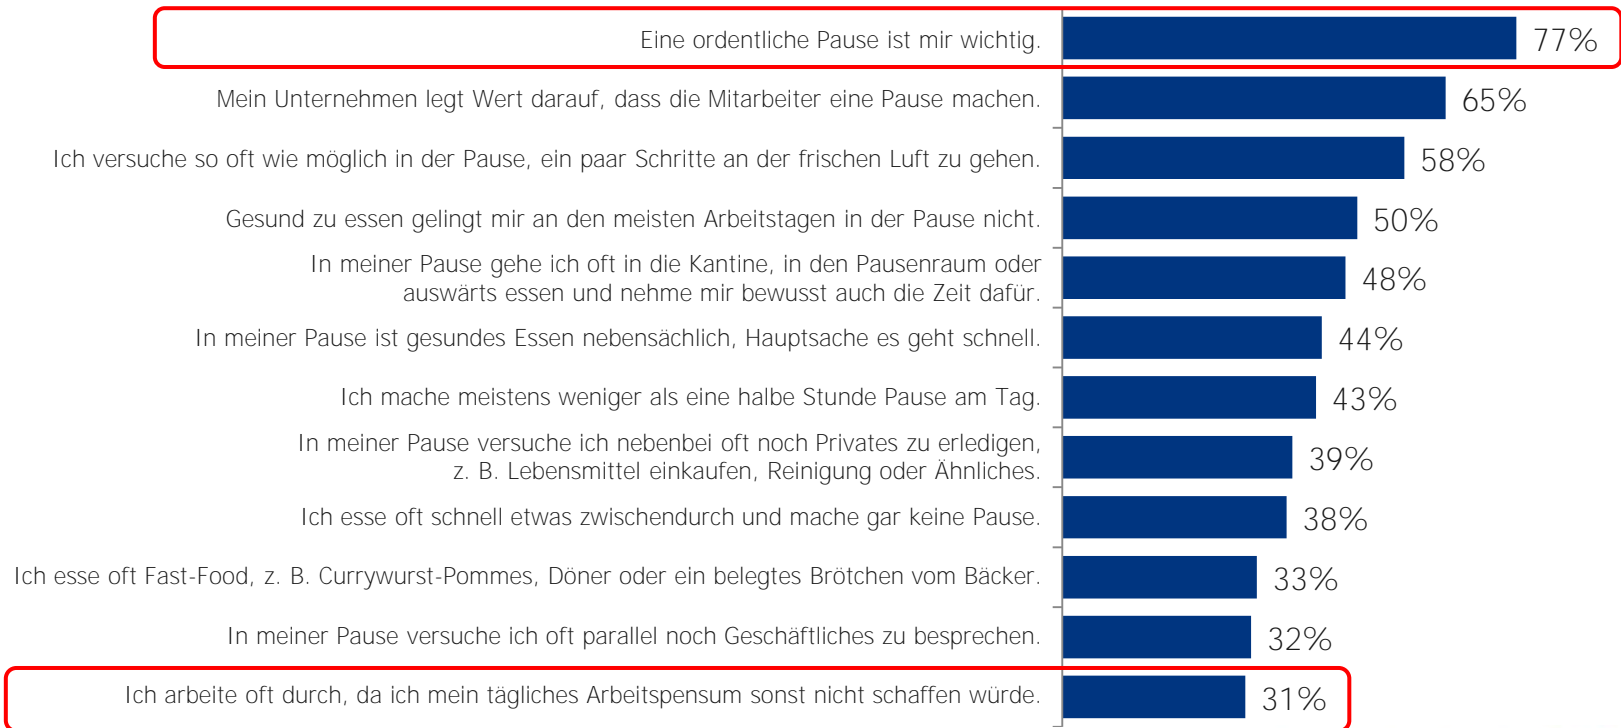 Eine ordentliche Pause ist mir wichtig. 77%
Mein Unternehmen legt Wert darauf, dass die Mitarbeiter eine Pause machen. 65%
Ich versuche so oft wie möglich in der Pause, ein paar Schritte an der frischen Luft zu gehen. 58%
Gesund zu essen gelingt mir an den meisten Arbeitstagen in der Pause nicht. 50%
In meiner Pause gehe ich oft in die Kantine, in den Pausenraum oder
auswärts essen und nehme mir bewusst auch die Zeit dafür. 48%
In meiner Pause ist gesundes Essen nebensächlich, Hauptsache es geht schnell. 44%
Ich mache meistens weniger als eine halbe Stunde Pause am Tag. 43%
In meiner Pause versuche ich nebenbei oft noch Privates zu erledigen,
z. B. Lebensmittel einkaufen, Reinigung oder Ähnliches. 39%
Ich esse oft schnell etwas zwischendurch und mache gar keine Pause. 38%
Ich esse oft Fast-Food, z. B. Currywurst-Pommes, Döner oder ein belegtes Brötchen vom Bäcker. 33%
In meiner Pause versuche ich oft parallel noch Geschäftliches zu besprechen. 32%
Ich arbeite oft durch, da ich mein tägliches Arbeitspensum sonst nicht schaffen würde. 31%